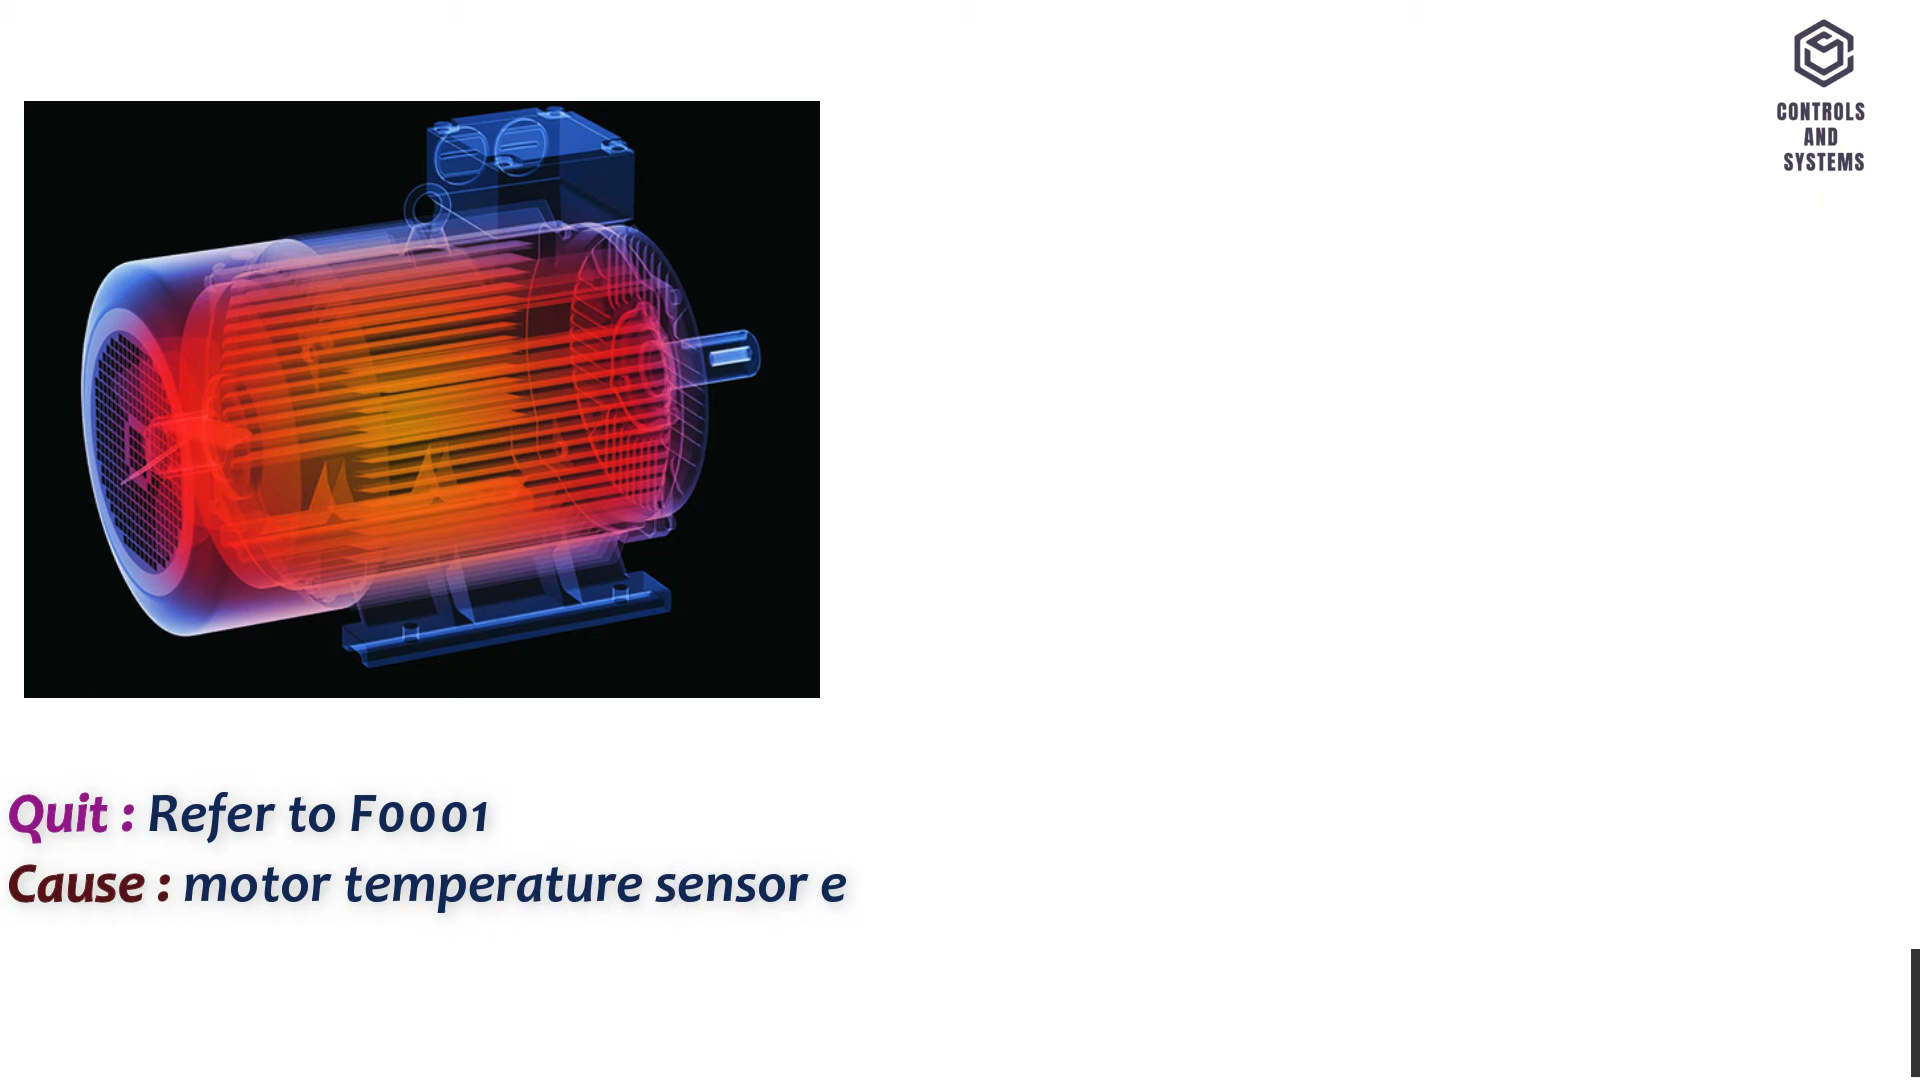 CONTROLS
AND
SYSTEMS
Quit : Refer to F0001
Cause : motor temperature sensor e